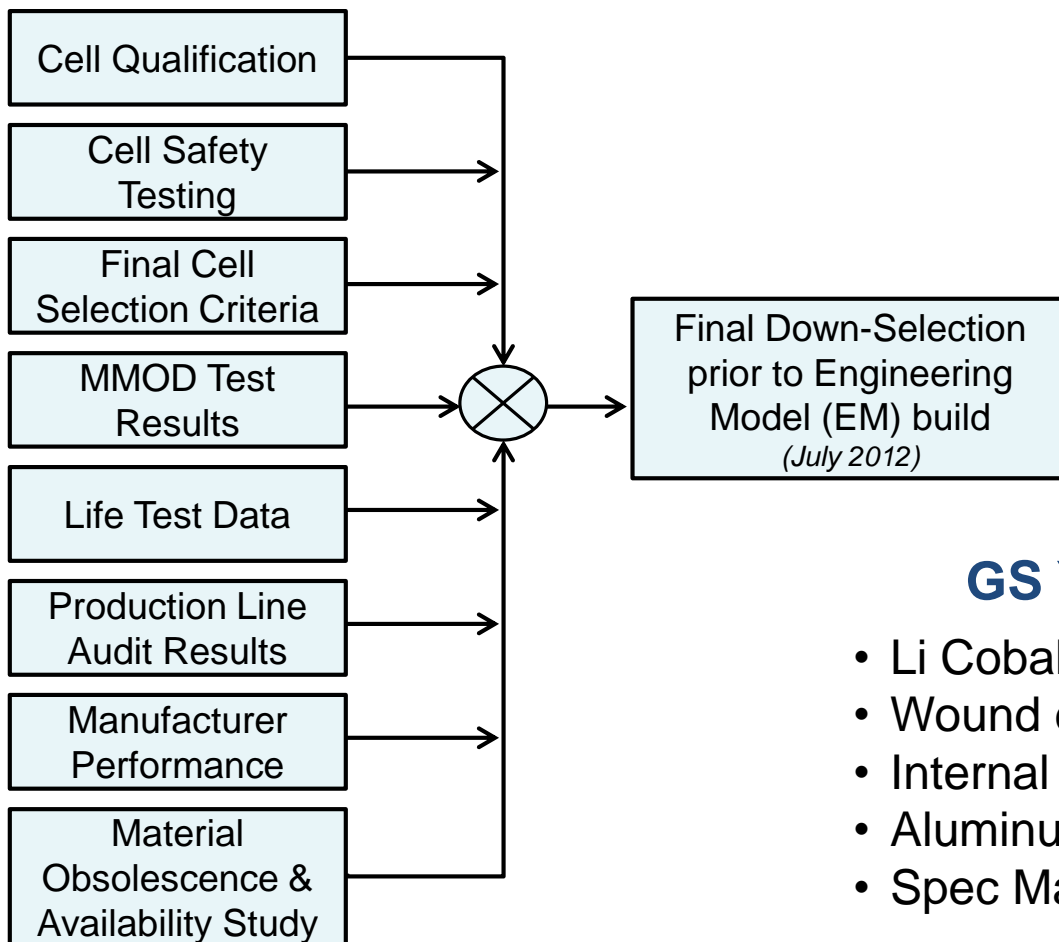 Cell Qualification
Cell Safety
Testing
Final Cell
Selection Criteria
MMOD Test
Results
Life Test Data
Production Line
Audit Results
Manufacturer
Performance
Material
Obsolescence &
Availability Study
Final Down-Selection
prior to Engineering
Model (EM) build
(July 2012)
GS
• Li Cobal
• Wound
• Internal
• Aluminu
• Spec Ma